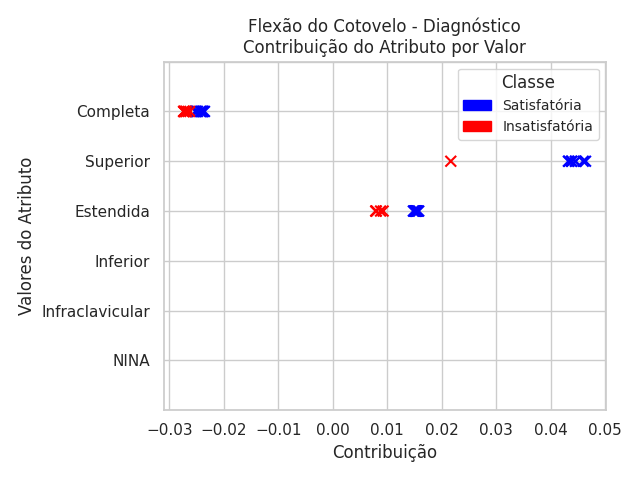 Flexão do Cotovelo - Diagnóstico
Contribuição do Atributo por Valor
Classe
Satisfatória
Insatisfatória
Valores do Atributo
Completa
Superior
Estendida
Inferior
Infraclavicular
NINA
−0.03 −0.02 −0.01 0.00 0.01 0.02 0.03 0.04 0.05
Contribuição